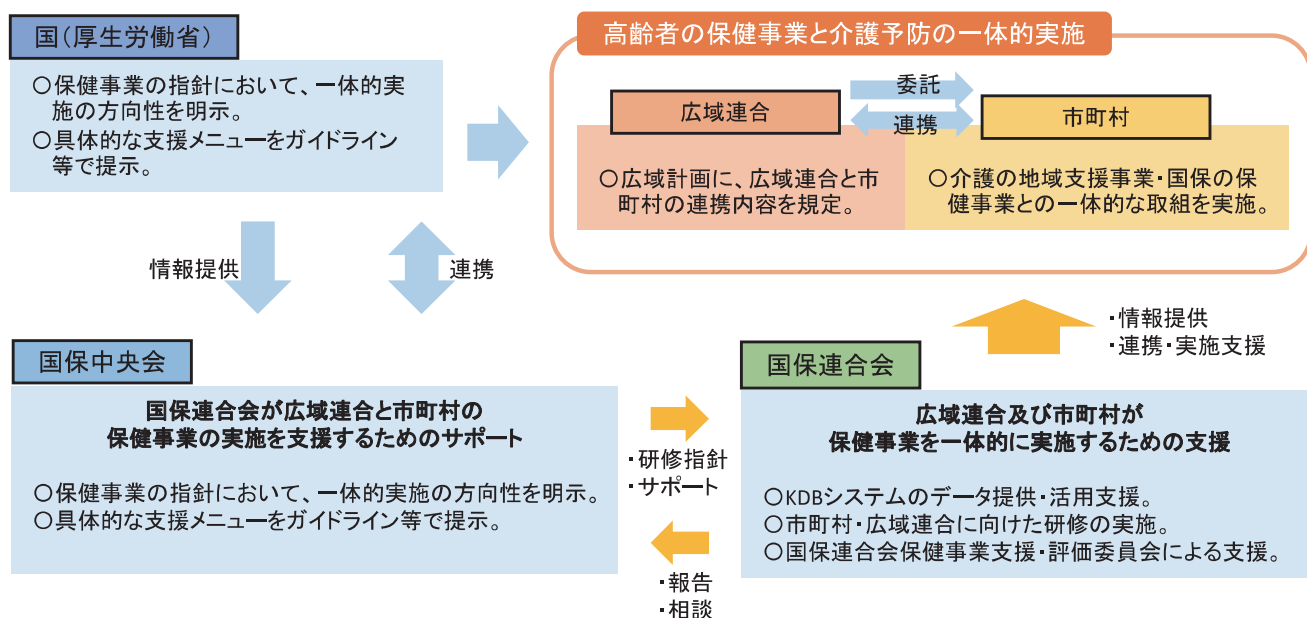 国(厚生労働省)
○保健事業の指針において、一体的実
施の方向性を明示。
○具体的な支援メニューをガイドライン
等で提示。
高齢者の保健事業と介護予防の一体的実施
広域連合
委託
連携
市町村
○広域計画に、広域連合と市
町村の連携内容を規定。
○介護の地域支援事業・国保の保
健事業との一体的な取組を実施。
情報提供
連携
・情報提供
・連携・実施支援
国保中央会
国保連合会が広域連合と市町村の
保健事業の実施を支援するためのサポート
○保健事業の指針において、一体的実施の方向性を明示。
○具体的な支援メニューをガイドライン等で提示。
・研修指針
・サポート
・報告
・相談
国保連合会
広域連合及び市町村が
保健事業を一体的に実施するための支援
○KDBシステムのデータ提供・活用支援。
○市町村・広域連合に向けた研修の実施。
○国保連合会保健事業支援・評価委員会による支援。